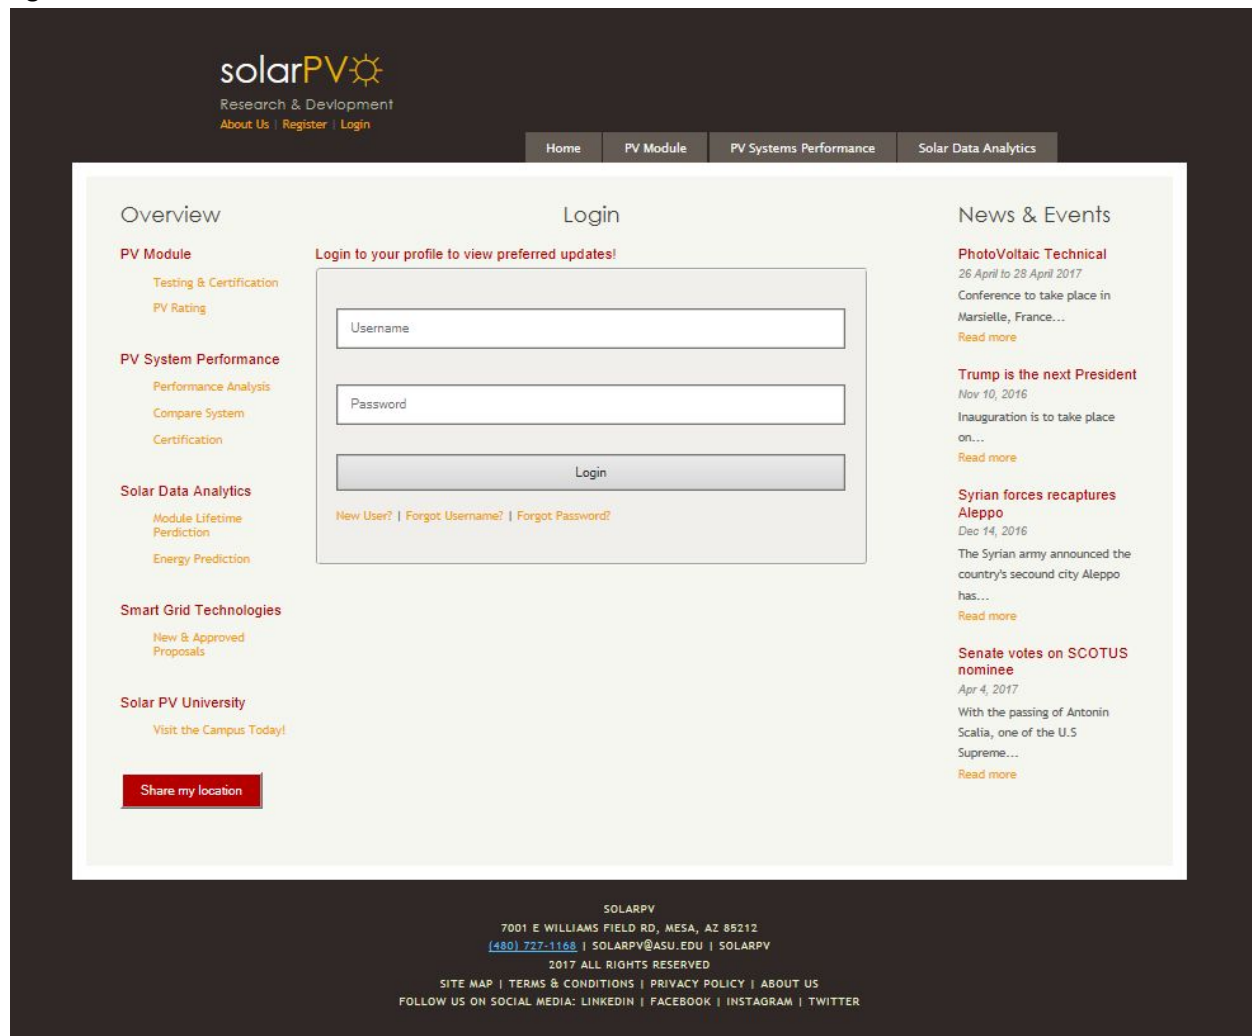 solarPV
Research & Devlopment
About Us | Register | Login
Home
PV Module
PV Systems Performance
Solar Data Analytics
Overview
PV Module
Testing & Certification
PV Rating
PV System Performance
Performance Analysis
Compare System
Certification
Solar Data Analytics
Module Lifetime
Perdiction
Energy Prediction
Smart Grid Technologies
New & Approved
Proposals
Solar PV University
Visit the Campus Today!
Share my location
Login
Login to your profile to view preferred updates!
Username
Password
Login
New User? | Forgot Username? | Forgot Password?
News & Events
PhotoVoltaic Technical
26 April to 28 April 2017
Conference to take place in
Marsielle, France...
Read more
Trump is the next President
Nov 10, 2016
Inauguration is to take place
on...
Read more
Syrian forces recaptures
Aleppo
Dec 14, 2016
The Syrian army announced the
country's secound city Aleppo
has...
Read more
Senate votes on SCOTUS
nominee
Apr 4, 2017
With the passing of Antonin
Scalia, one of the U.S
Supreme...
Read more
SOLARPV
7001 E WILLIAMS FIELD RD, MESA, AZ 85212
(480) 727-1168 | SOLARPV@ASU.EDU | SOLARPV
2017 ALL RIGHTS RESERVED
SITE MAP | TERMS & CONDITIONS | PRIVACY POLICY | ABOUT US
FOLLOW US ON SOCIAL MEDIA: LINKEDIN | FACEBOOK | INSTAGRAM | TWITTER